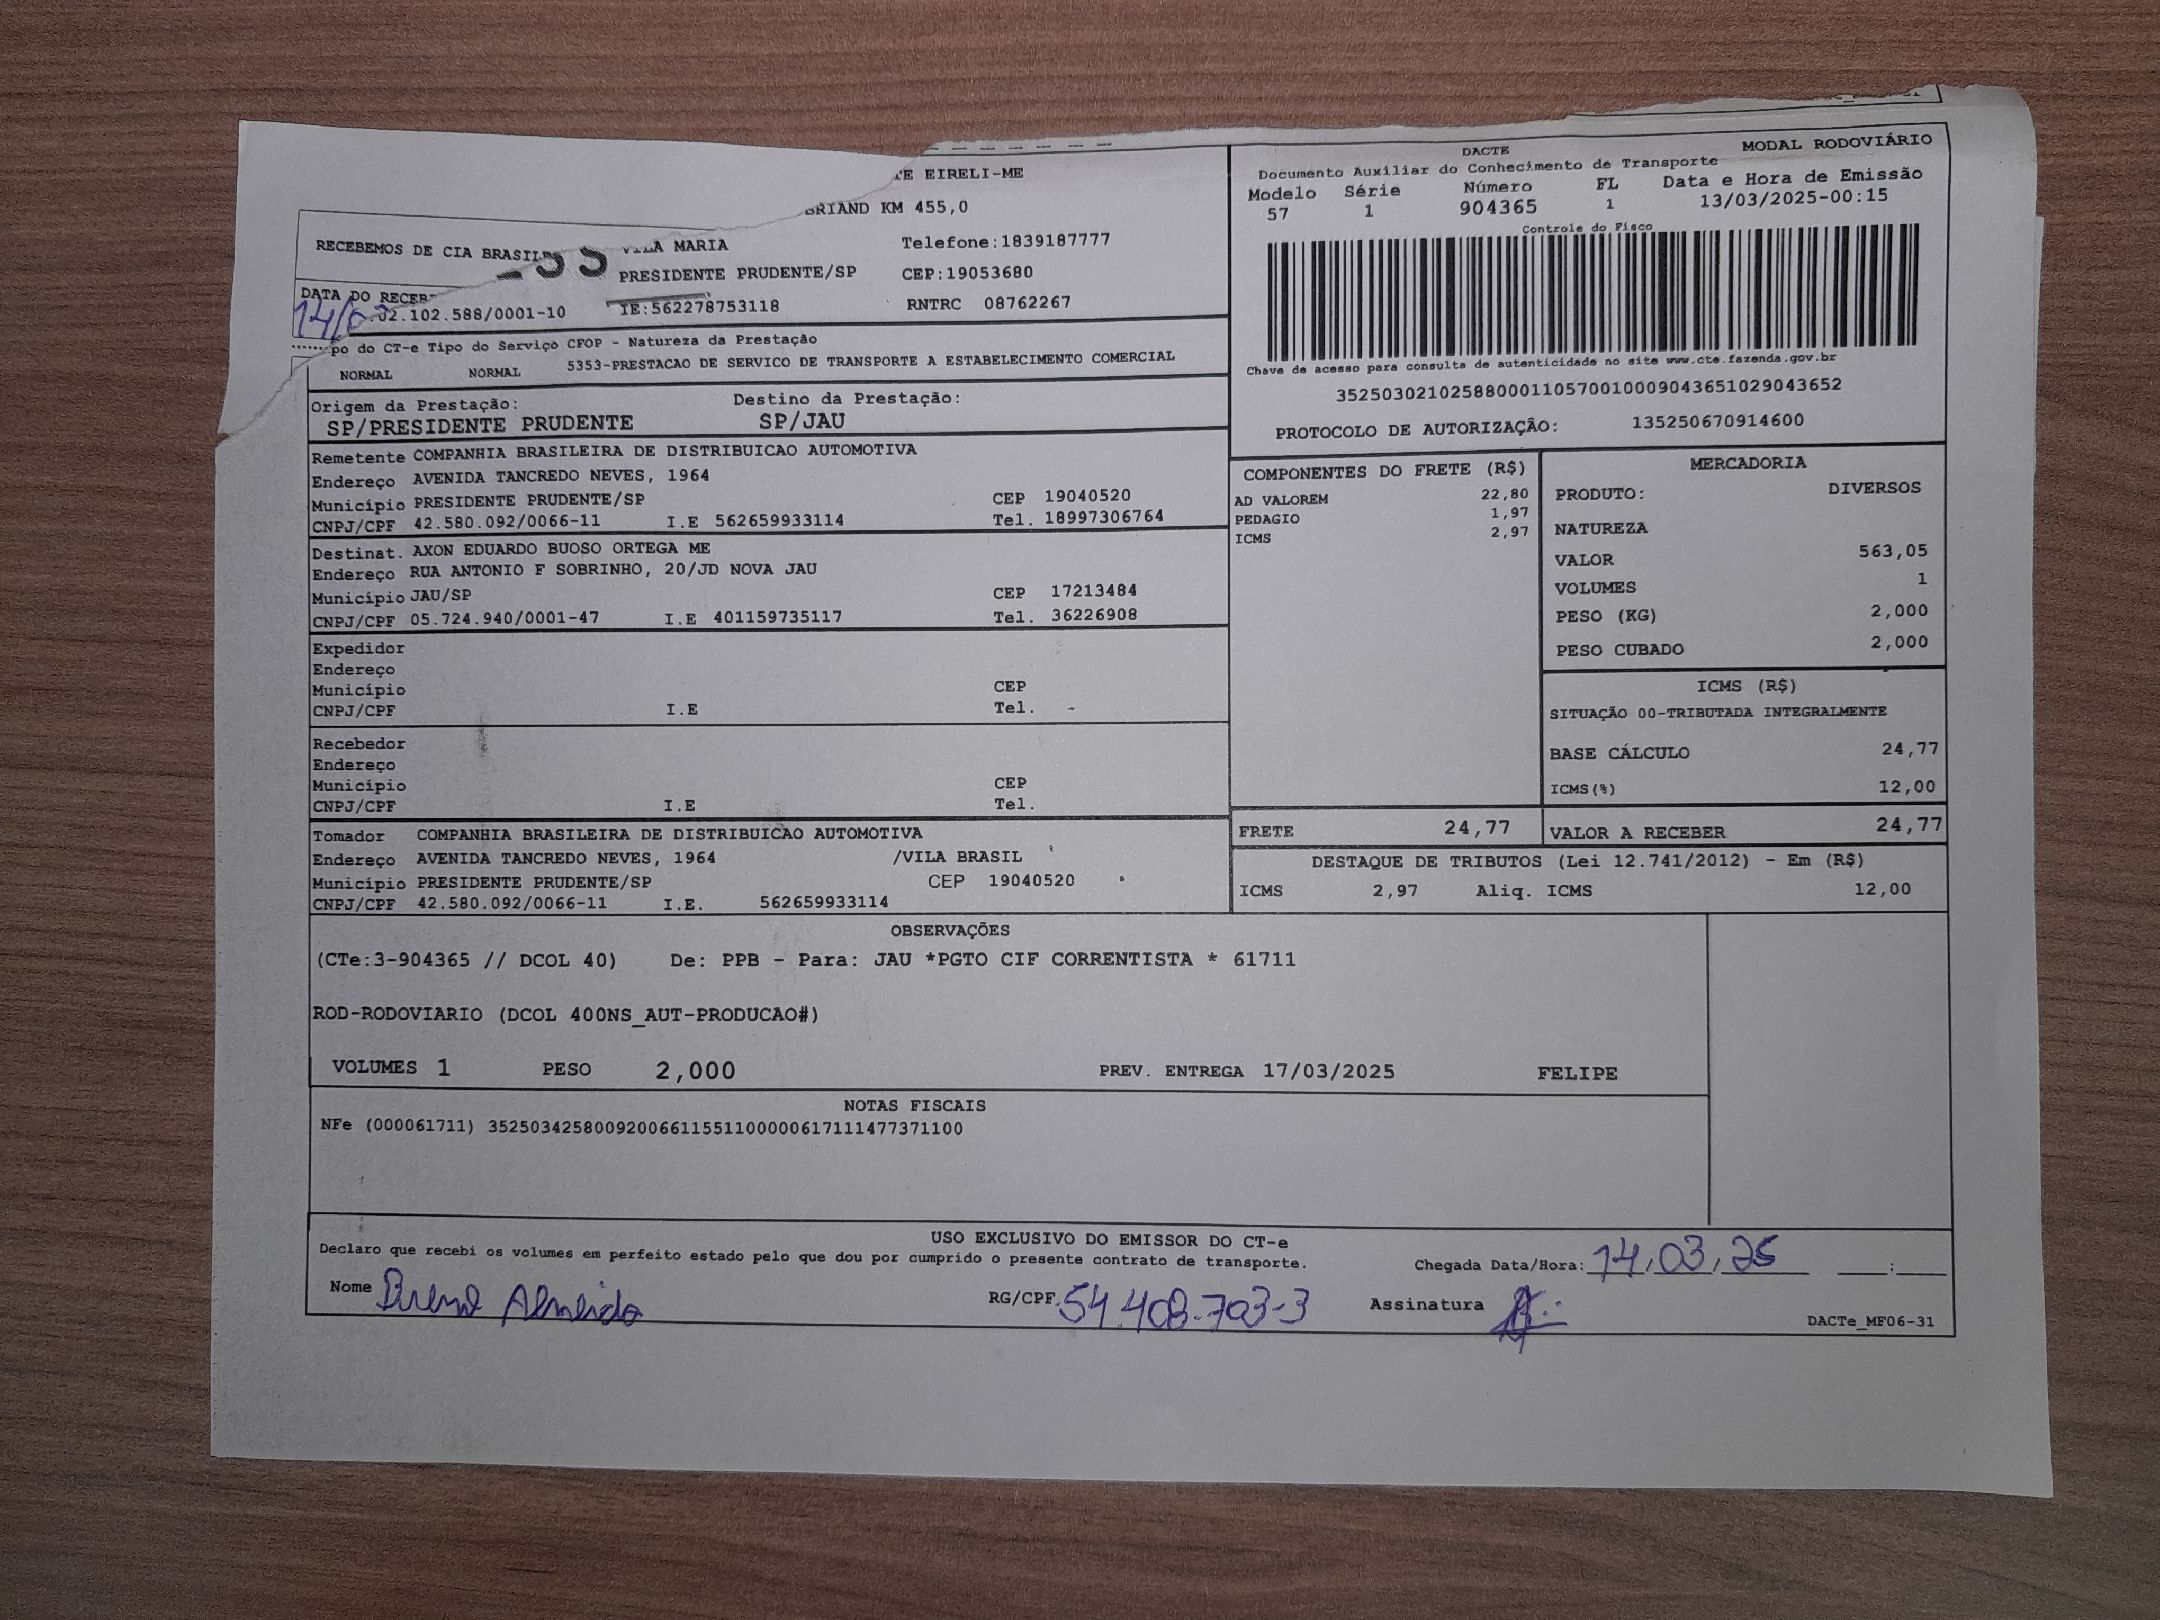 EIRELI-ME
KM 455,0
RECEBEMOS DE CIA
MARIA
Telefone:1839187777
PRESIDENTE PRUDENTE/SP
CEP:19053680
DATA DO
IE:562278753118
RNTRC 08762267
02.102.588/0001-10
do CT-e Tipo do Serviço CFOP - Natureza da Prestação
NORMAL NORMAL 5353-PRESTACAO DE SERVICO DE TRANSPORTE A ESTABELECIMENTO COMERCIAL
DACTE
MODAL RODOVIÁRIO
Documento Auxiliar do Conhecimento de Transporte
Modelo Série Número FL Data e Hora de Emissão
57 1 904365 1 13/03/2025-00:15
Controle do Fisco
Chave de acesso para consulta de autenticidade no site www.cte.fazenda.gov.br
35250302102588000110570010009043651029043652
PROTOCOLO DE AUTORIZAÇÃO: 135250670914600
Origem da Prestação: Destino da Prestação:
SP/PRESIDENTE PRUDENTE SP/JAU
Remetente COMPANHIA BRASILEIRA DE DISTRIBUICAO AUTOMOTIVA
Endereço AVENIDA TANCREDO NEVES, 1964
Município PRESIDENTE PRUDENTE/SP CEP 19040520
CNPJ/CPF 42.580.092/0066-11 I.E 562659933114 Tel. 18997306764
Destinat. AXON EDUARDO BUOSO ORTEGA ME
Endereço RUA ANTONIO F SOBRINHO, 20/JD NOVA JAU
Município JAU/SP CEP 17213484
CNPJ/CPF 05.724.940/0001-47 I.E 401159735117 Tel. 36226908
Expedidor
Endereço
Município CEP
CNPJ/CPF I.E Tel. -
Recebedor
Endereço
Município CEP
CNPJ/CPF I.E Tel.
Tomador COMPANHIA BRASILEIRA DE DISTRIBUICAO AUTOMOTIVA
Endereço AVENIDA TANCREDO NEVES, 1964 /VILA BRASIL
Município PRESIDENTE PRUDENTE/SP CEP 19040520
CNPJ/CPF 42.580.092/0066-11 I.E. 562659933114
COMPONENTES DO FRETE (R$)
AD VALOREM 22,80
PEDAGIO 1,97
ICMS 2,97
MERCADORIA
PRODUTO: DIVERSOS
NATUREZA
VALOR 563,05
VOLUMES 1
PESO (KG) 2,000
PESO CUBADO 2,000
ICMS (R$)
SITUAÇÃO 00-TRIBUTADA INTEGRALMENTE
BASE CÁLCULO 24,77
ICMS(%) 12,00
FRETE 24,77 VALOR A RECEBER 24,77
DESTAQUE DE TRIBUTOS (Lei 12.741/2012) - Em (R$)
ICMS 2,97 Aliq. ICMS 12,00
OBSERVAÇÕES
(CTe:3-904365 // DCOL 40) De: PPB - Para: JAU *PGTO CIF CORRENTISTA * 61711
ROD-RODOVIARIO (DCOL 400NS_AUT-PRODUCAO#)
VOLUMES 1 PESO 2,000 PREV. ENTREGA 17/03/2025 FELIPE
NOTAS FISCAIS
NFe (000061711) 35250342580092006611551100000617111477371100
USO EXCLUSIVO DO EMISSOR DO CT-e
Declaro que recebi os volumes em perfeito estado pelo que dou por cumprido o presente contrato de transporte.
Chegada Data/Hora: 14.03.25 :
Nome Almeida RG/CPF. 54.408.703-3 Assinatura
DACTe_MF06-31